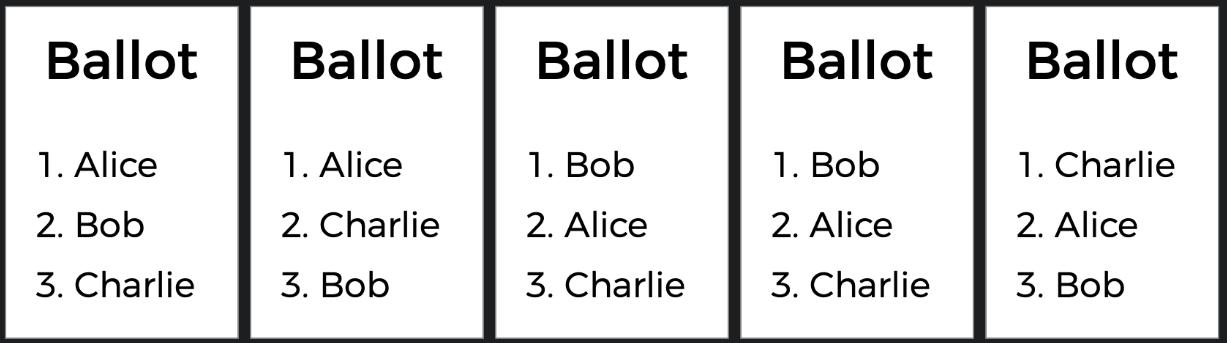 Ballot
1. Alice
2. Bob
3. Charlie
Ballot
1. Alice
2. Charlie
3. Bob
Ballot
1. Bob
2. Alice
3. Charlie
Ballot
1. Bob
2. Alice
3. Charlie
Ballot
1. Charlie
2. Alice
3. Bob